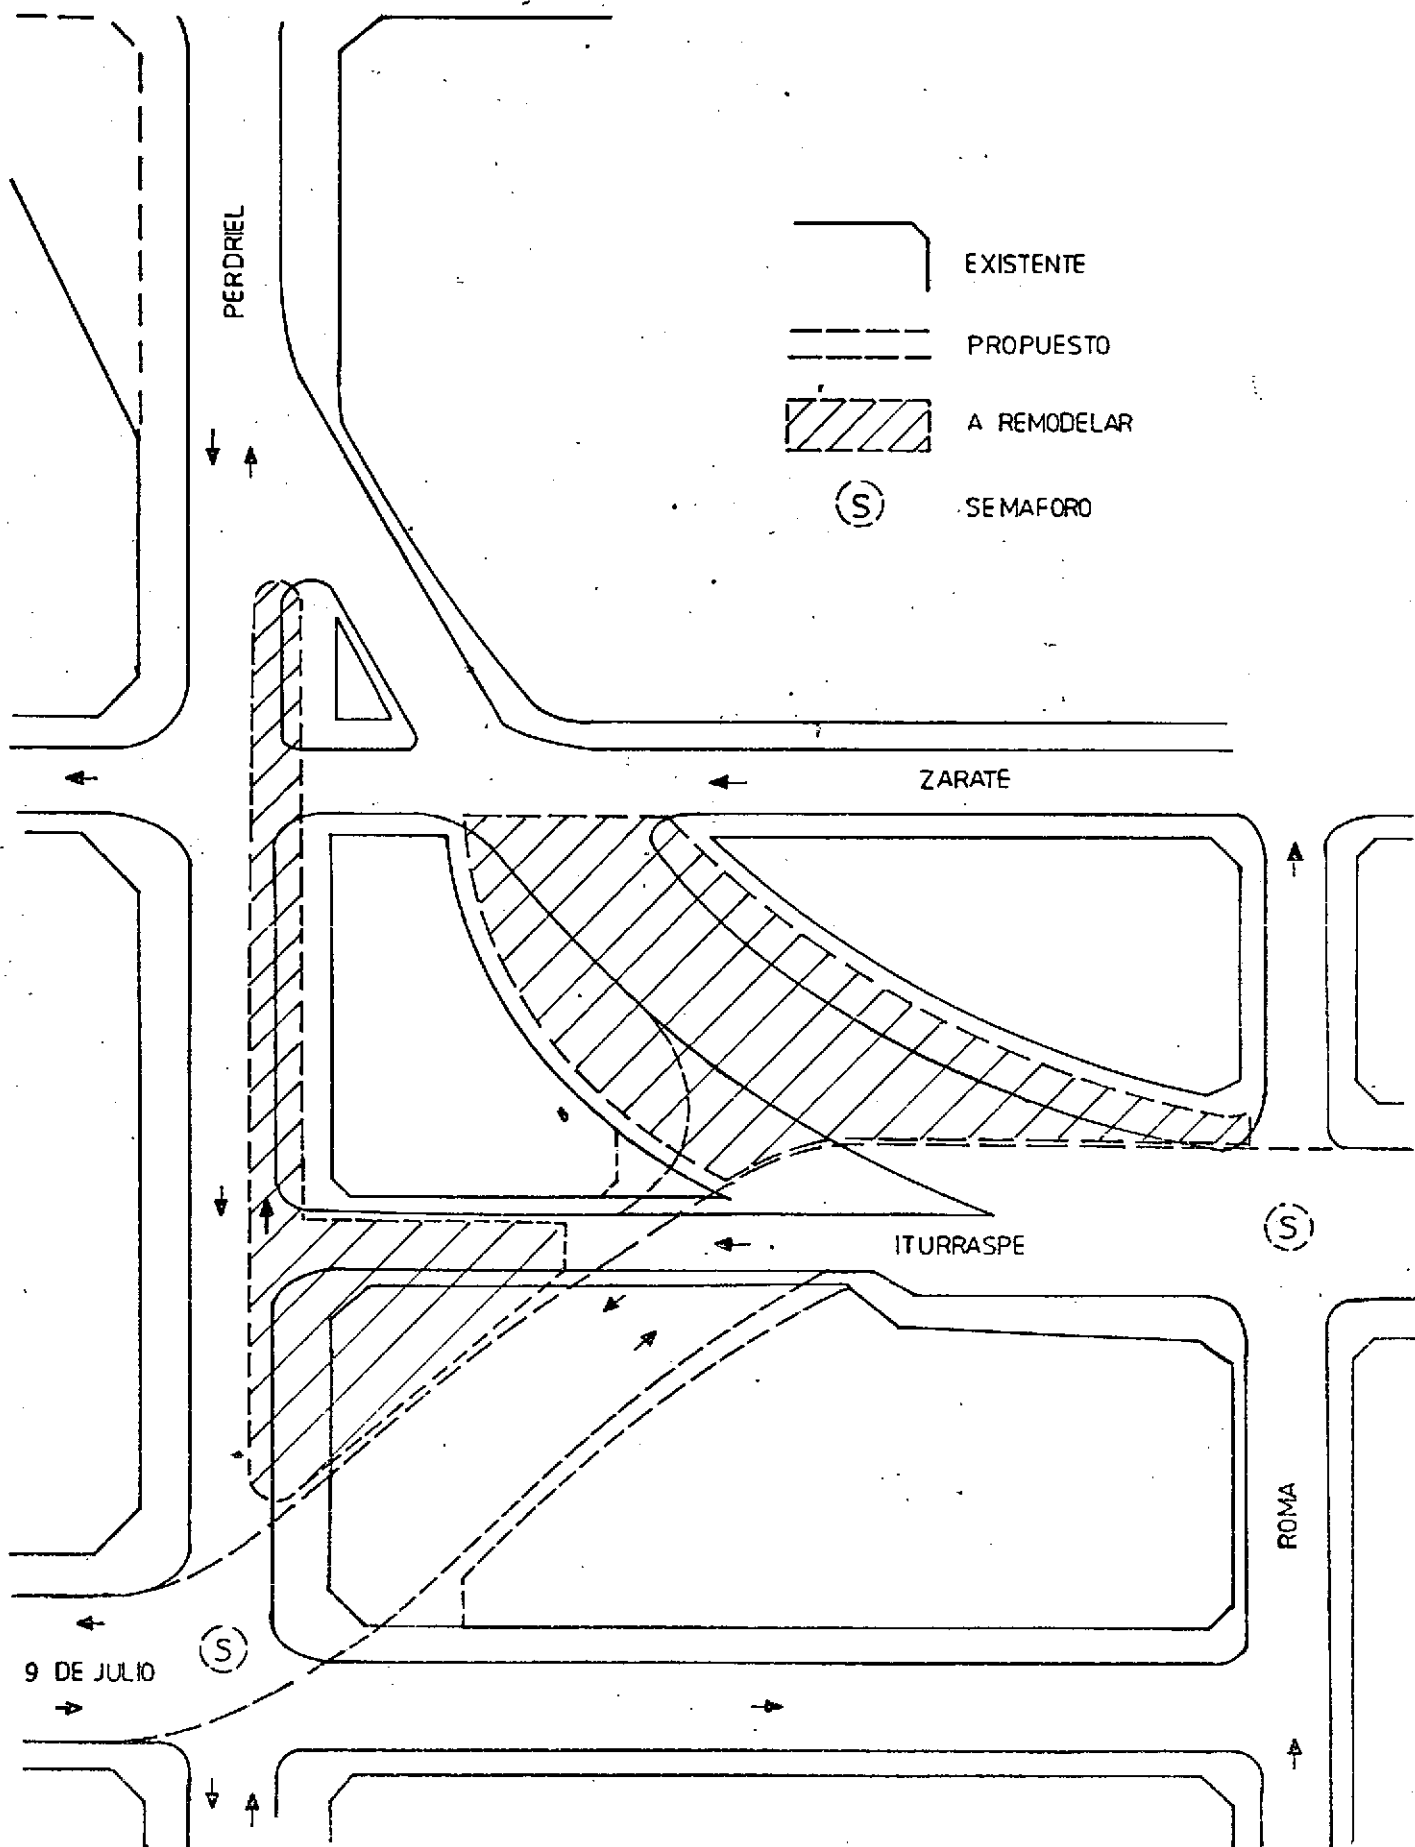 PERDRIEL
EXISTENTE
PROPUESTO
A REMODELAR
S SEMAFORO
ZARATE
S
ITURRASPE
ROMA
S
9 DE JULIO